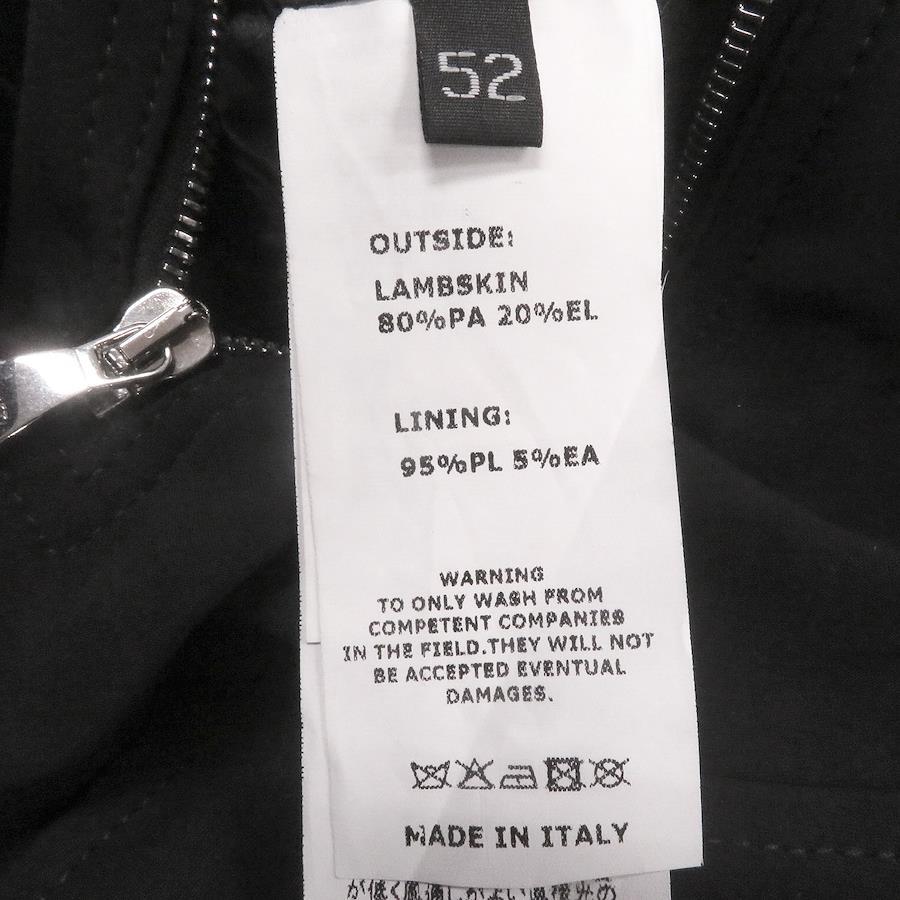 52
OUTSIDE:
LAMBSKIN
80%PA 20%EL
LINING:
95%PL 5%EA
WARNING
TO ONLY WASH FROM
COMPETENT COMPANIES
IN THE FIELD.THEY WILL NOT
BE ACCEPTED EVENTUAL
DAMAGES.
MADE IN ITALY